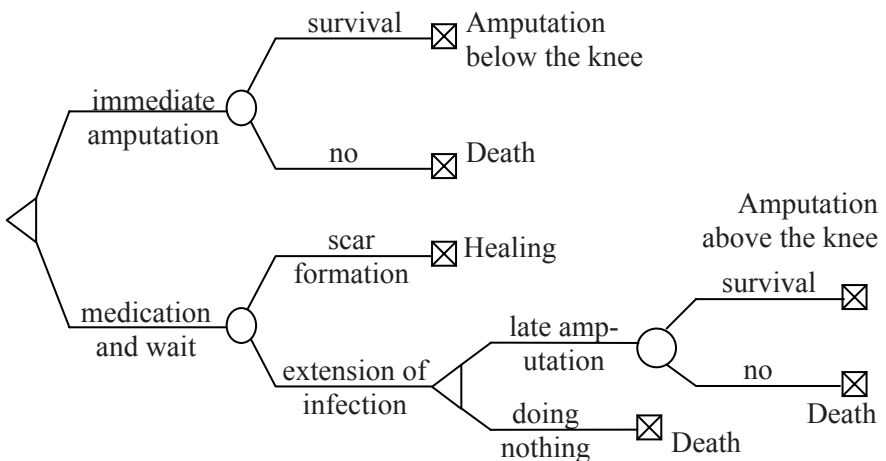 survival
Amputation
below the knee
immediate
amputation
no
Death
scar
formation
Healing
medication
and wait
extension of
infection
late amp-
utation
Amputation
above the knee
survival
no
Death
doing
nothing
Death